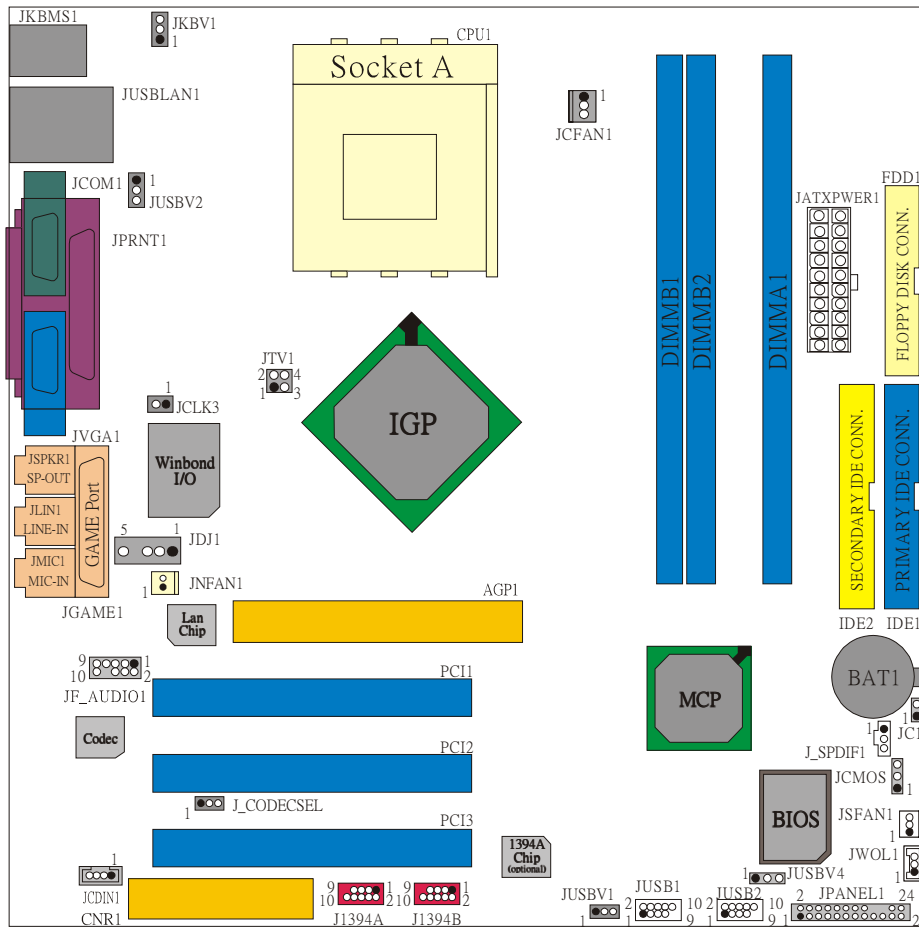 JKBMS1
JKBV1
1
CPU1
Socket A
JUSBLAN1
1
JCFAN1
JCOM1
1
JUSBV2
FDD1
JATXPWER1
FLOPPY DISK CONN.
JPRNT1
DIMMB1
DIMMB2
DIMMA1
JTV1
2 4
1 3
1
JCLK3
IGP
JVGA1
Winbond
I/O
JSPKR1
SP-OUT
JLIN1
LINE-IN
JMIC1
MIC-IN
GAME Port
JGAME1
5 1
JDJ1
JNFAN1
1
SECONDARY IDE CONN.
PRIMARY IDE CONN.
IDE2 IDE1
Lan
Chip
AGP1
9 1
10 2
JF_AUDIO1
PCI1
MCP
BAT1
1
JC1
Codec
1
J_SPDIF1
PCI2
JCMOS
1
1 J_CODECSEL
BIOS
JSFAN1
1
PCI3
1394A
Chip
(optional)
JWOL1
1
1
JCDIN1
CNR1
9 1
10 2
J1394A
9 1
10 2
J1394B
JUSBV1
1
JUSB1
2 10
1 9
JUSB2
2 10
1 9
1 JUSBV4
JPANEL1
2 24
1 2